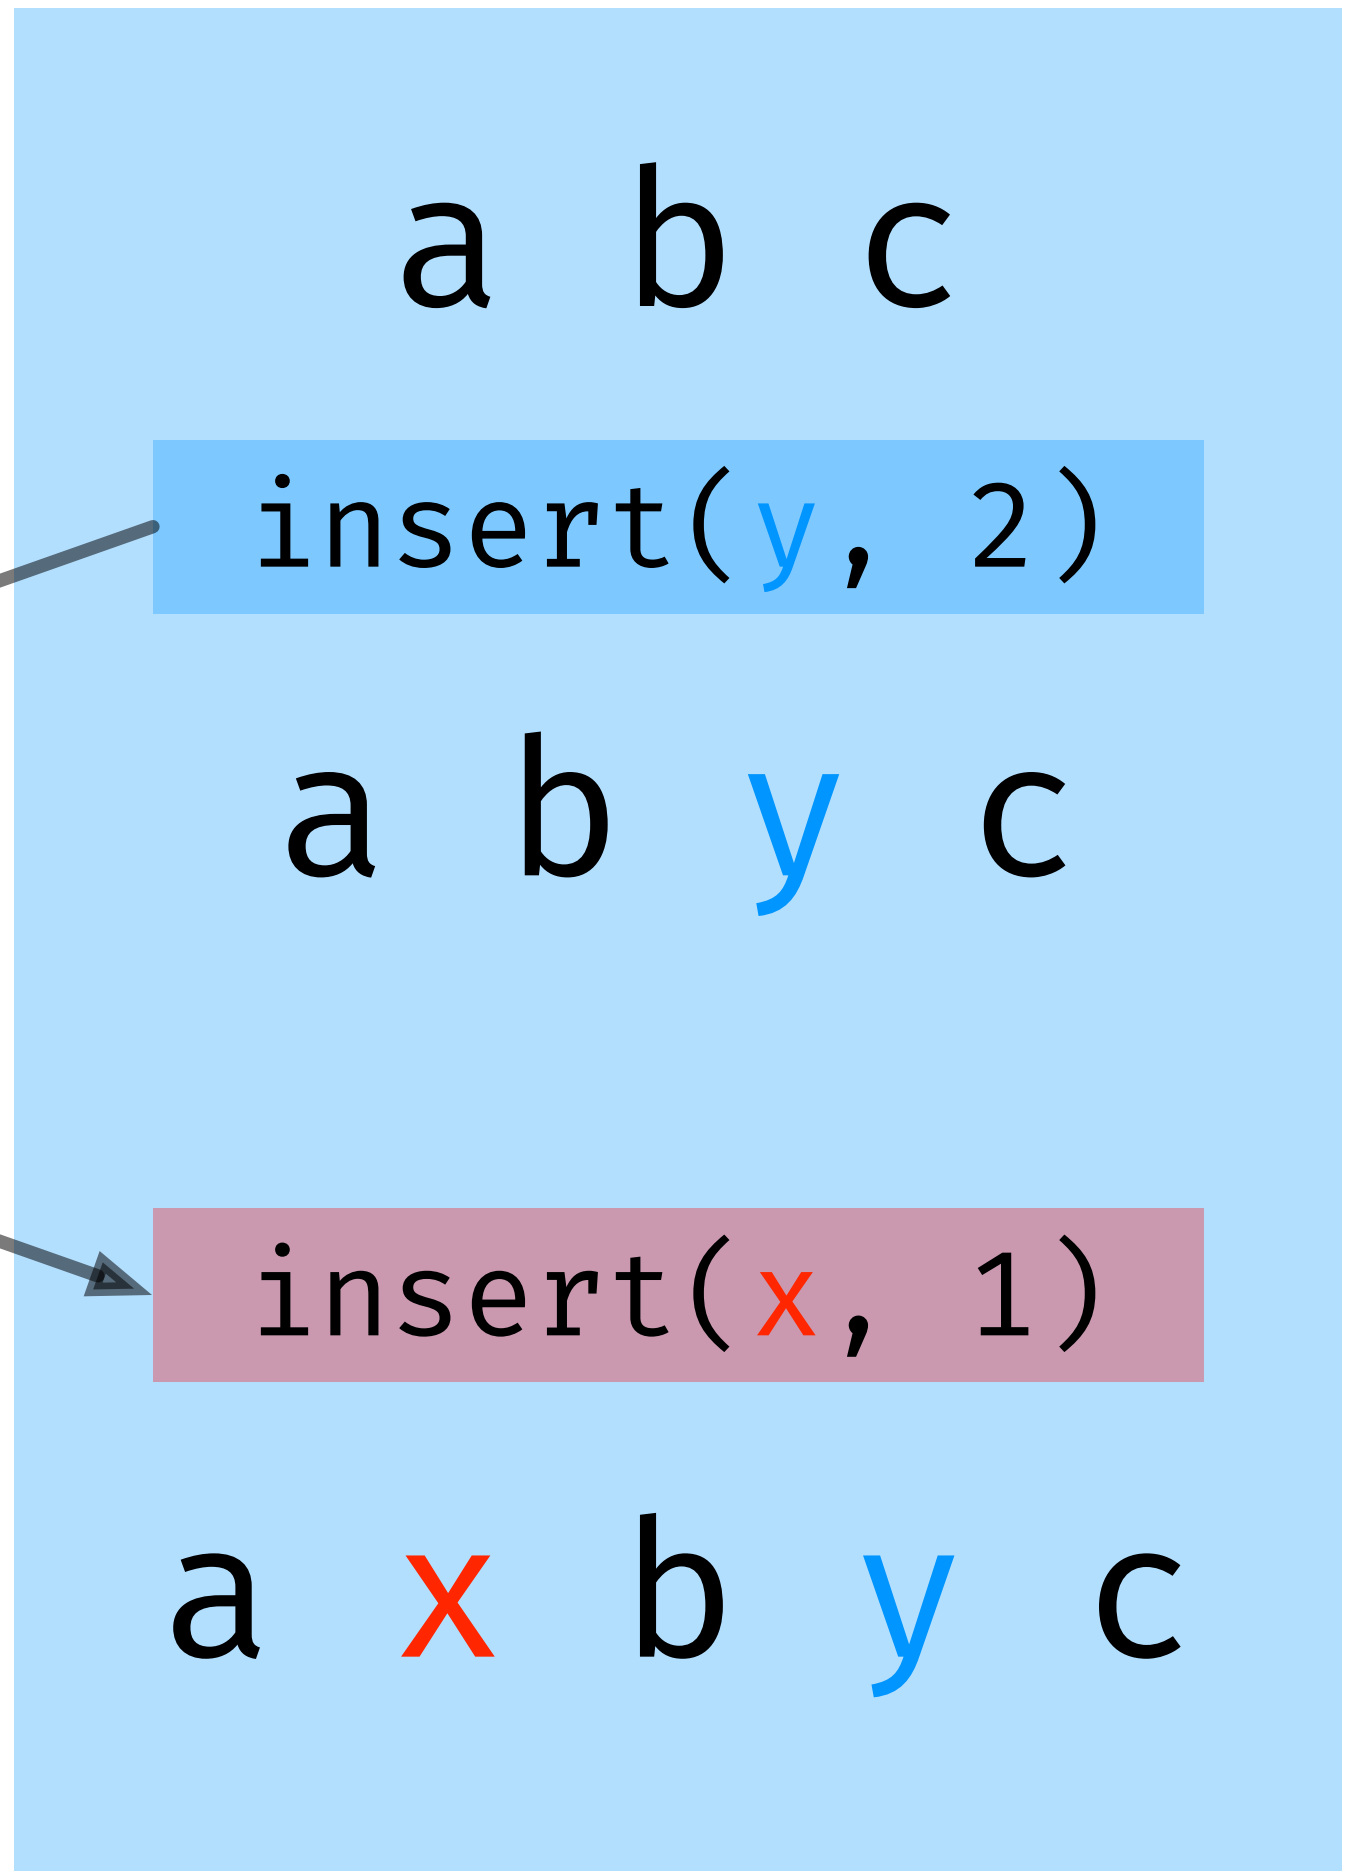 a b c
insert(y, 2)
a b y c
insert(x, 1)
a x b y c